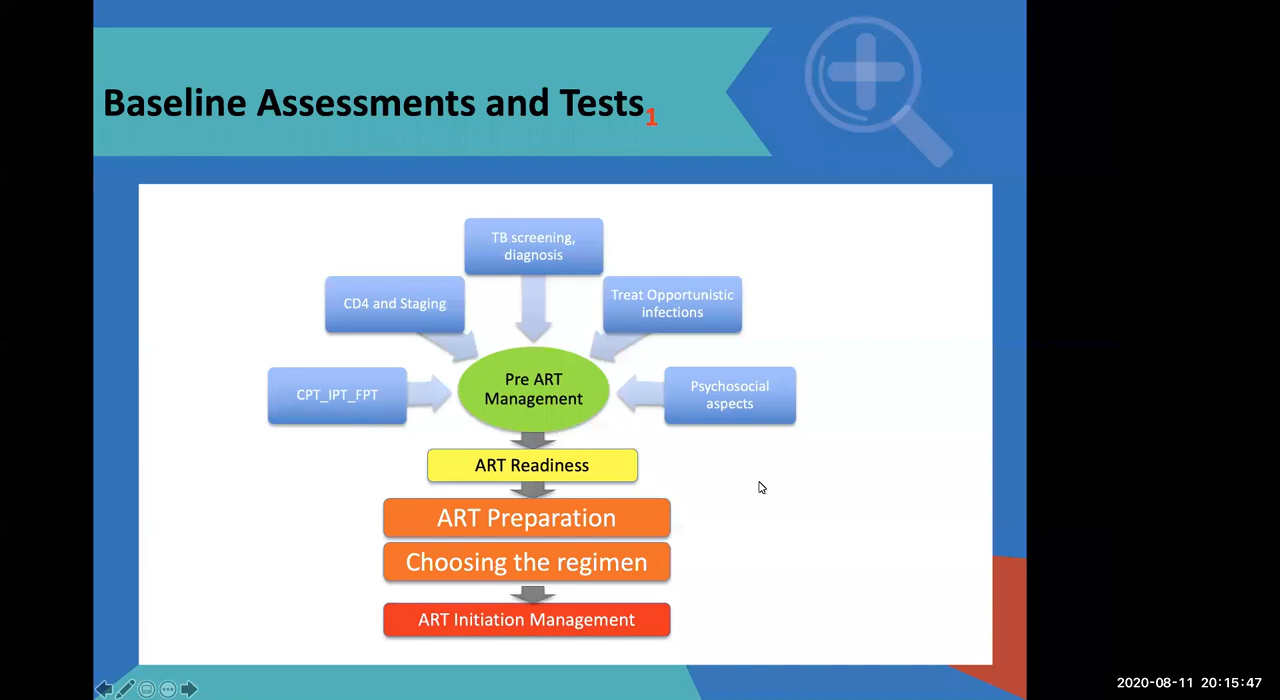 Baseline Assessments and Tests1
TB screening,
diagnosis
CD4 and Staging
Treat Opportunistic
infections
CPT_IPT_FPT
Pre ART
Management
Psychosocial
aspects
ART Readiness
ART Preparation
Choosing the regimen
ART Initiation Management
2020-08-11 20:15:47